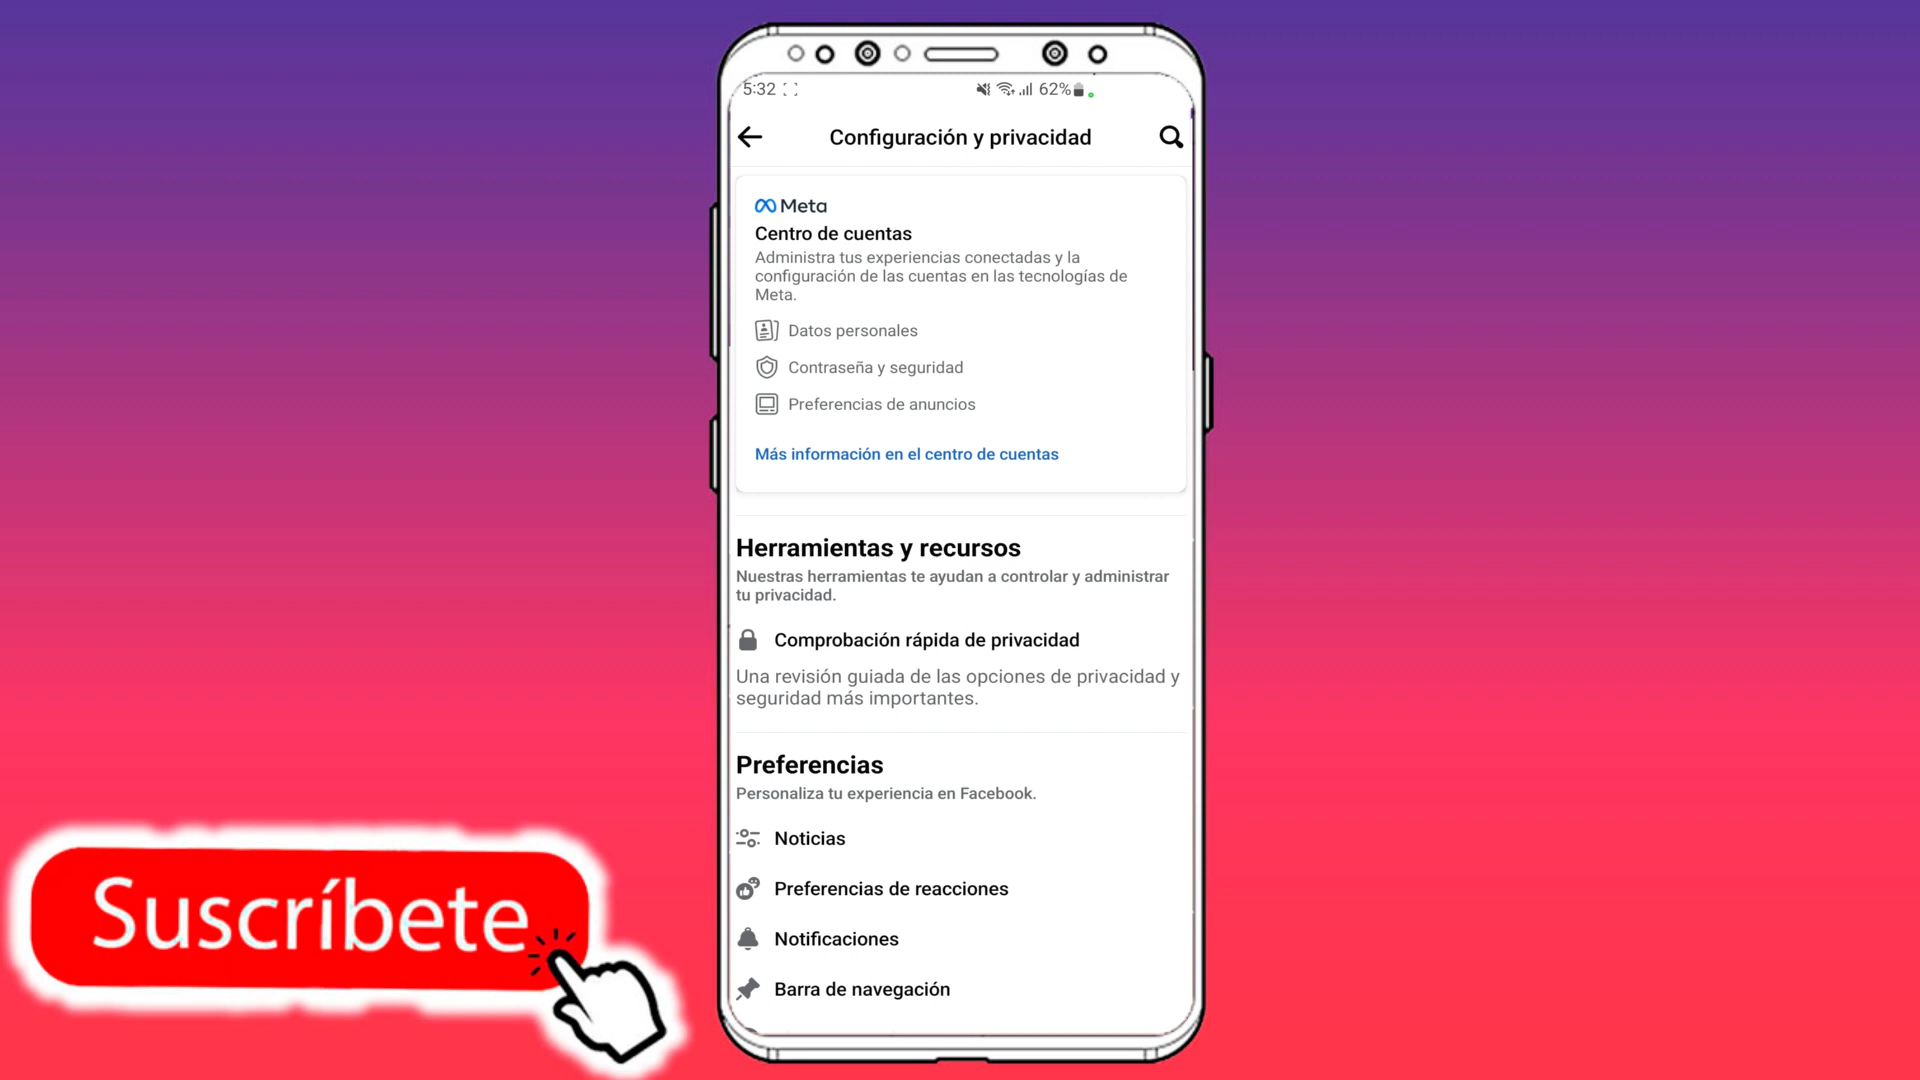 5:32
62%
Configuración y privacidad
Meta
Centro de cuentas
Administra tus experiencias conectadas y la
configuración de las cuentas en las tecnologías de
Meta.
Datos personales
Contraseña y seguridad
Preferencias de anuncios
Más información en el centro de cuentas
Herramientas y recursos
Nuestras herramientas te ayudan a controlar y administrar
tu privacidad.
Comprobación rápida de privacidad
Una revisión guiada de las opciones de privacidad y
seguridad más importantes.
Preferencias
Personaliza tu experiencia en Facebook.
Noticias
Preferencias de reacciones
Notificaciones
Barra de navegación
Suscríbete